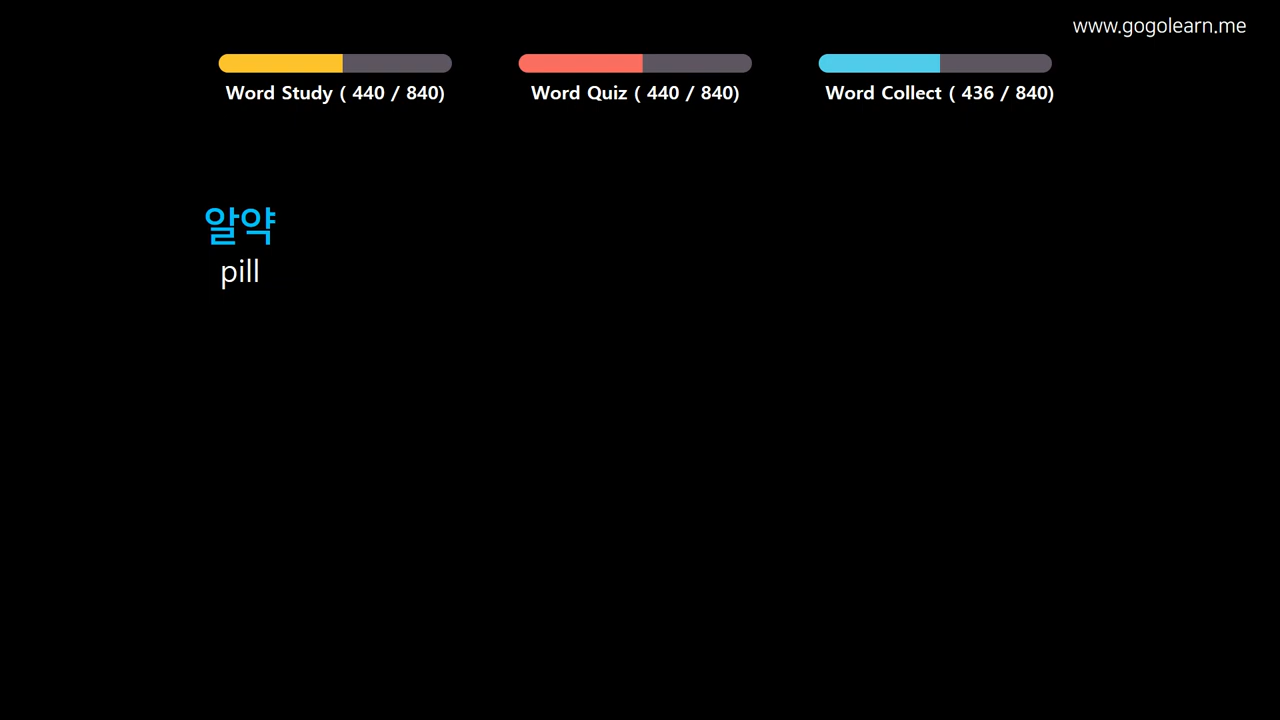 www.gogolearn.me
Word Study ( 440 / 840)
Word Quiz ( 440 / 840)
Word Collect ( 436 / 840)
알약
pill